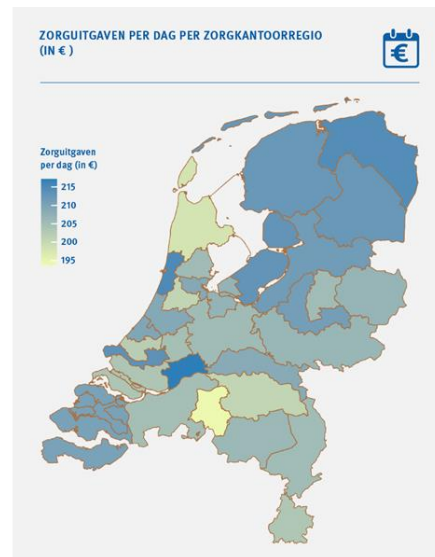 ZORGUITGAVEN PER DAG PER ZORGKANTOORREGIO
(IN € )
€
Zorguitgaven
per dag (in €)
215
210
205
200
195